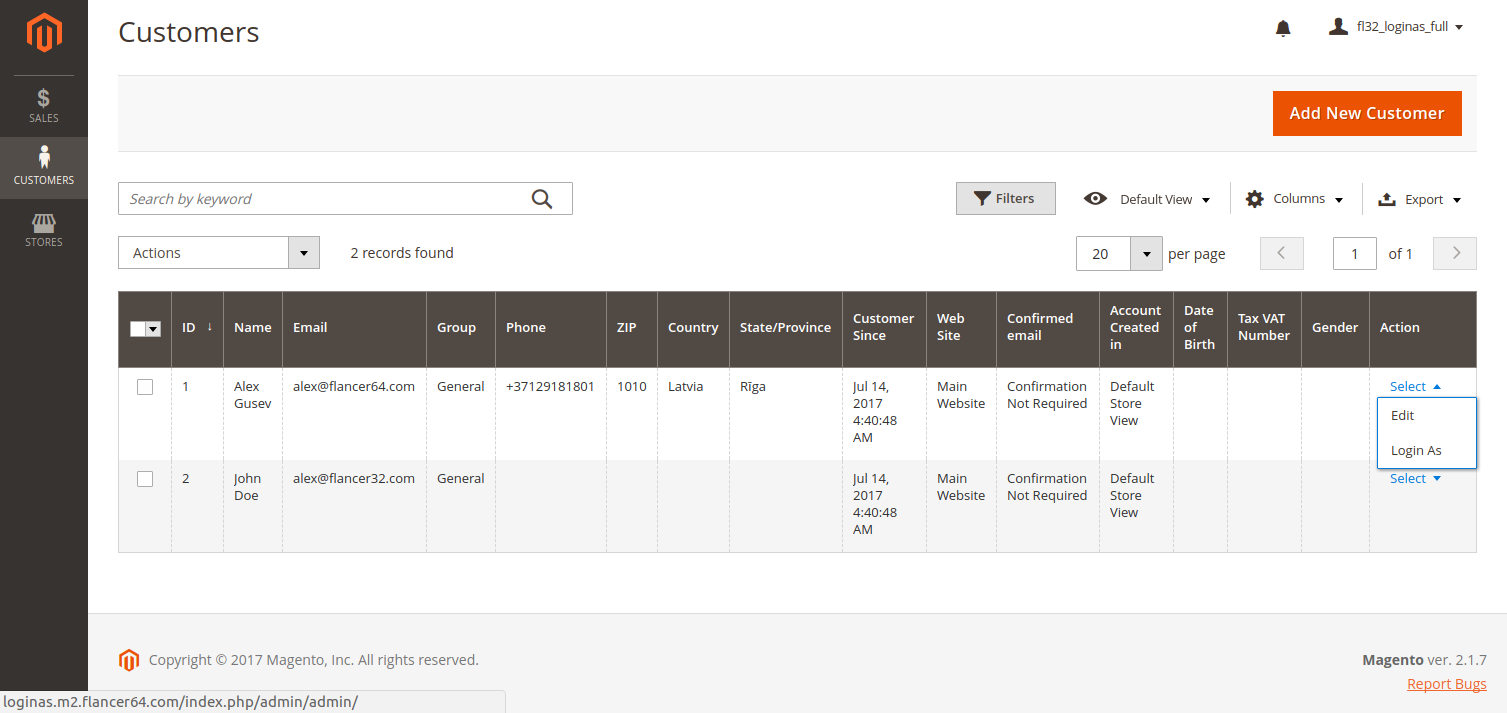 Customers
fl32_loginas_full
$
SALES
CUSTOMERS
STORES
Add New Customer
Search by keyword
Filters
Default View
Columns
Export
Actions
2 records found
20 per page
1 of 1
ID ↓ Name Email Group Phone ZIP Country State/Province Customer Since Web Site Confirmed email Account Created in Date of Birth Tax VAT Number Gender Action
1 Alex Gusev alex@flancer64.com General +37129181801 1010 Latvia Rīga Jul 14, 2017 4:40:48 AM Main Website Confirmation Not Required Default Store View Select
Edit
Login As
2 John Doe alex@flancer32.com General Jul 14, 2017 4:40:48 AM Main Website Confirmation Not Required Default Store View Select
Copyright © 2017 Magento, Inc. All rights reserved.
Magento ver. 2.1.7
Report Bugs
loginas.m2.flancer64.com/index.php/admin/admin/